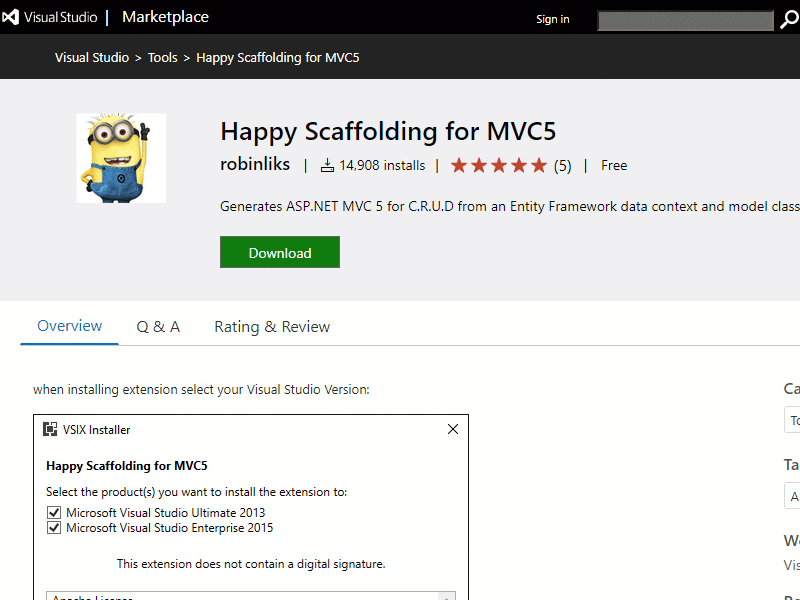 Visual Studio | Marketplace
Sign in
Visual Studio > Tools > Happy Scaffolding for MVC5
Happy Scaffolding for MVC5
robinliks | 14,908 installs | (5) | Free
Generates ASP.NET MVC 5 for C.R.U.D from an Entity Framework data context and model class
Download
Overview Q & A Rating & Review
when installing extension select your Visual Studio Version:
Ca
VSIX Installer
To
Happy Scaffolding for MVC5
Ta
Select the product(s) you want to install the extension to:
A
Microsoft Visual Studio Ultimate 2013
Microsoft Visual Studio Enterprise 2015
Wo
This extension does not contain a digital signature.
Vis
Apache License